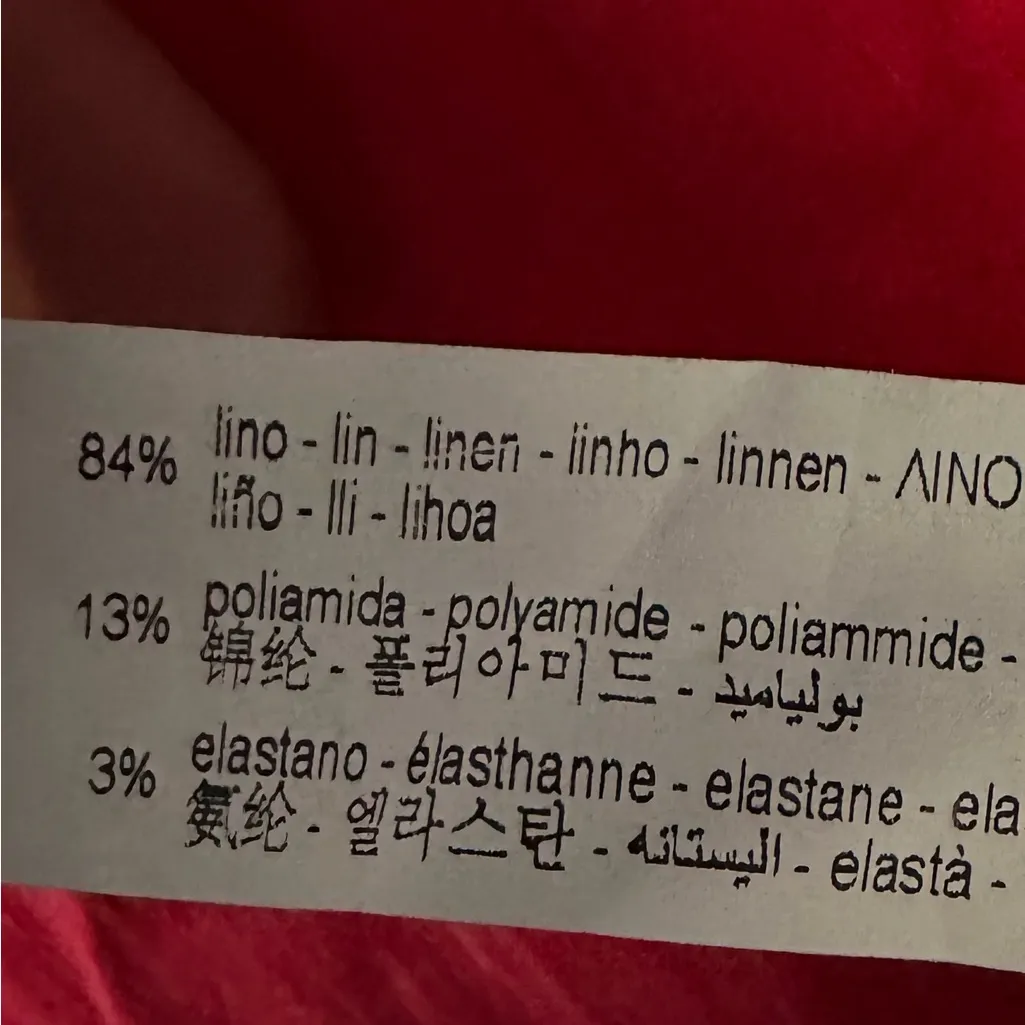 84% lino - lin - linen - linho - linnen - ΛΙΝΟ
liño - lli - lihoa
13% poliamida - polyamide - poliammide -
锦纶 - 폴리아미드 - بولياميد
3% elastano - élasthanne - elastane - ela
氨纶 - 엘라스탄 - اليستانه - elastà -